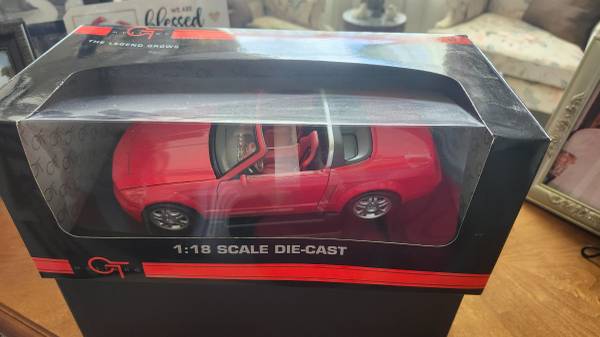 we are
blessed
GT
THE LEGEND GROWS
1:18 SCALE DIE-CAST
GT